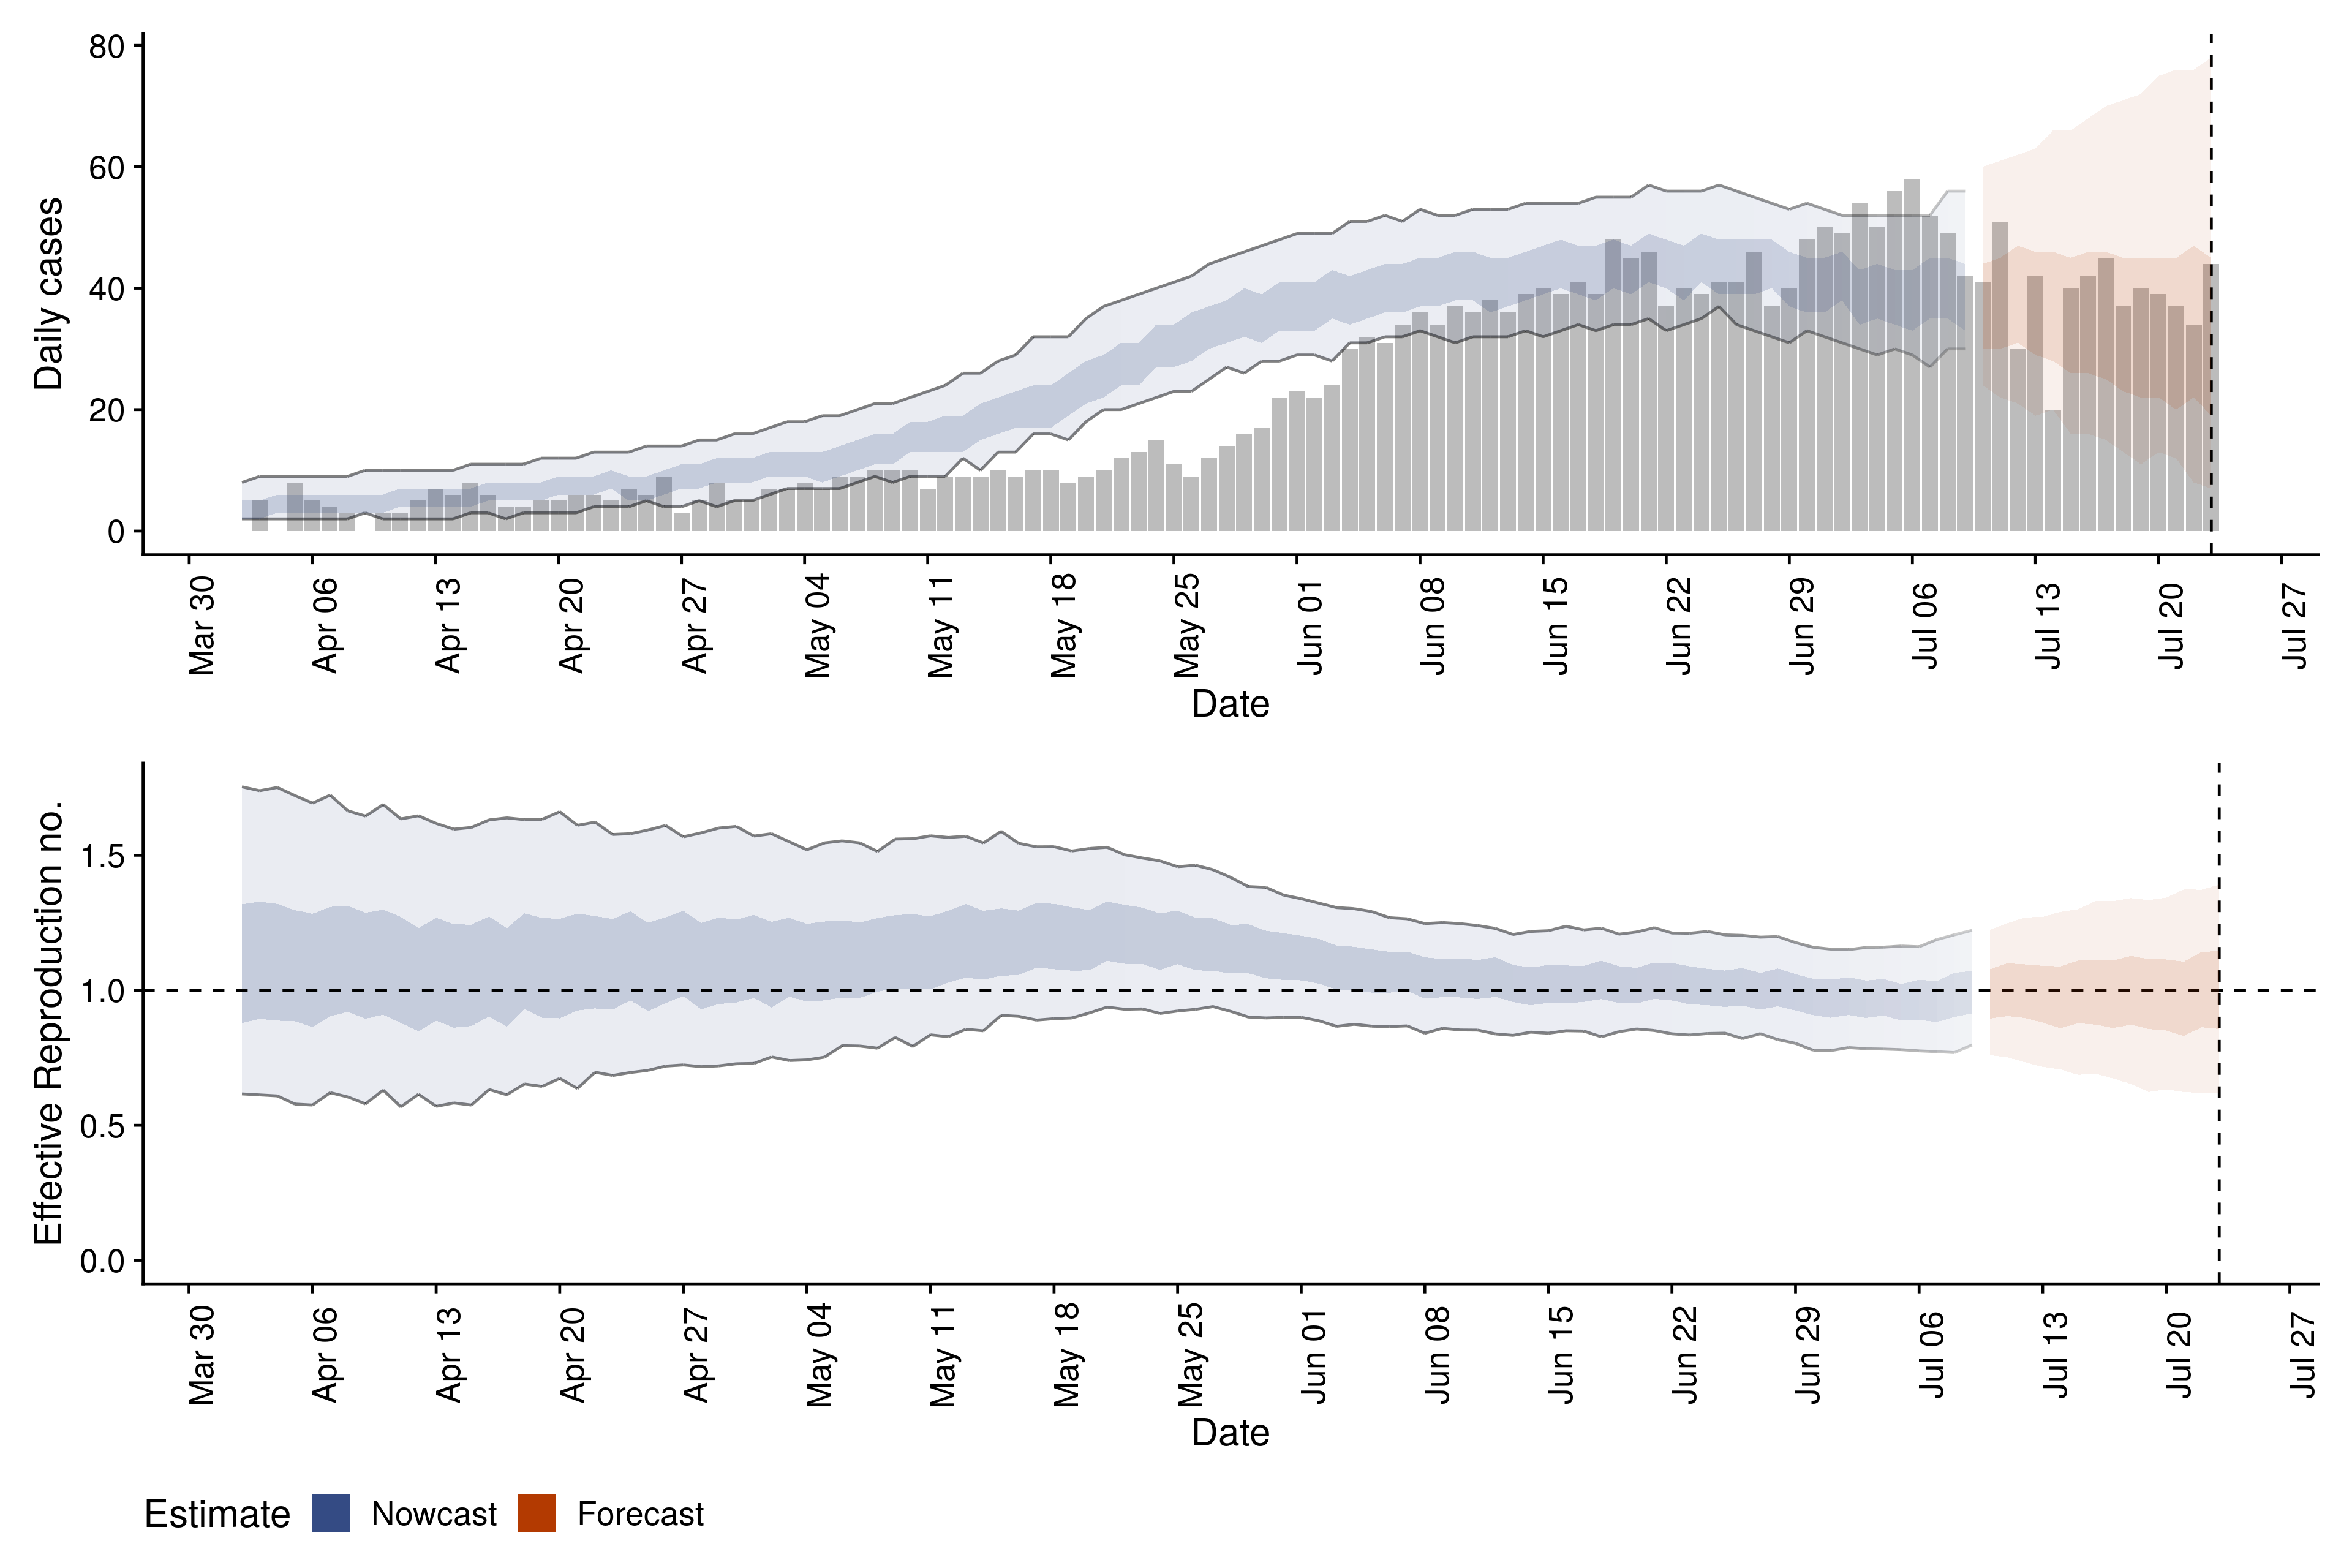 80
60
40
20
0
Daily cases
Mar 30 Apr 06 Apr 13 Apr 20 Apr 27 May 04 May 11 May 18 May 25 Jun 01 Jun 08 Jun 15 Jun 22 Jun 29 Jul 06 Jul 13 Jul 20 Jul 27
Date
1.5
1.0
0.5
0.0
Effective Reproduction no.
Mar 30 Apr 06 Apr 13 Apr 20 Apr 27 May 04 May 11 May 18 May 25 Jun 01 Jun 08 Jun 15 Jun 22 Jun 29 Jul 06 Jul 13 Jul 20 Jul 27
Date
Estimate Nowcast Forecast